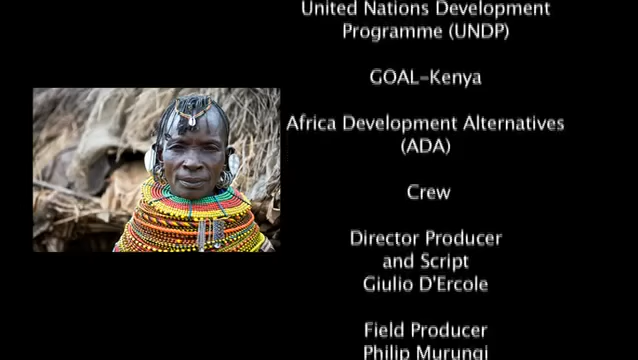 United Nations Development
Programme (UNDP)
GOAL-Kenya
Africa Development Alternatives
(ADA)
Crew
Director Producer
and Script
Giulio D'Ercole
Field Producer
Philip Murungi